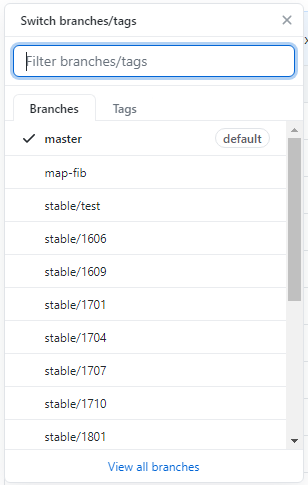 Switch branches/tags
Filter branches/tags
Branches Tags
master default
map-fib
stable/test
stable/1606
stable/1609
stable/1701
stable/1704
stable/1707
stable/1710
stable/1801
View all branches